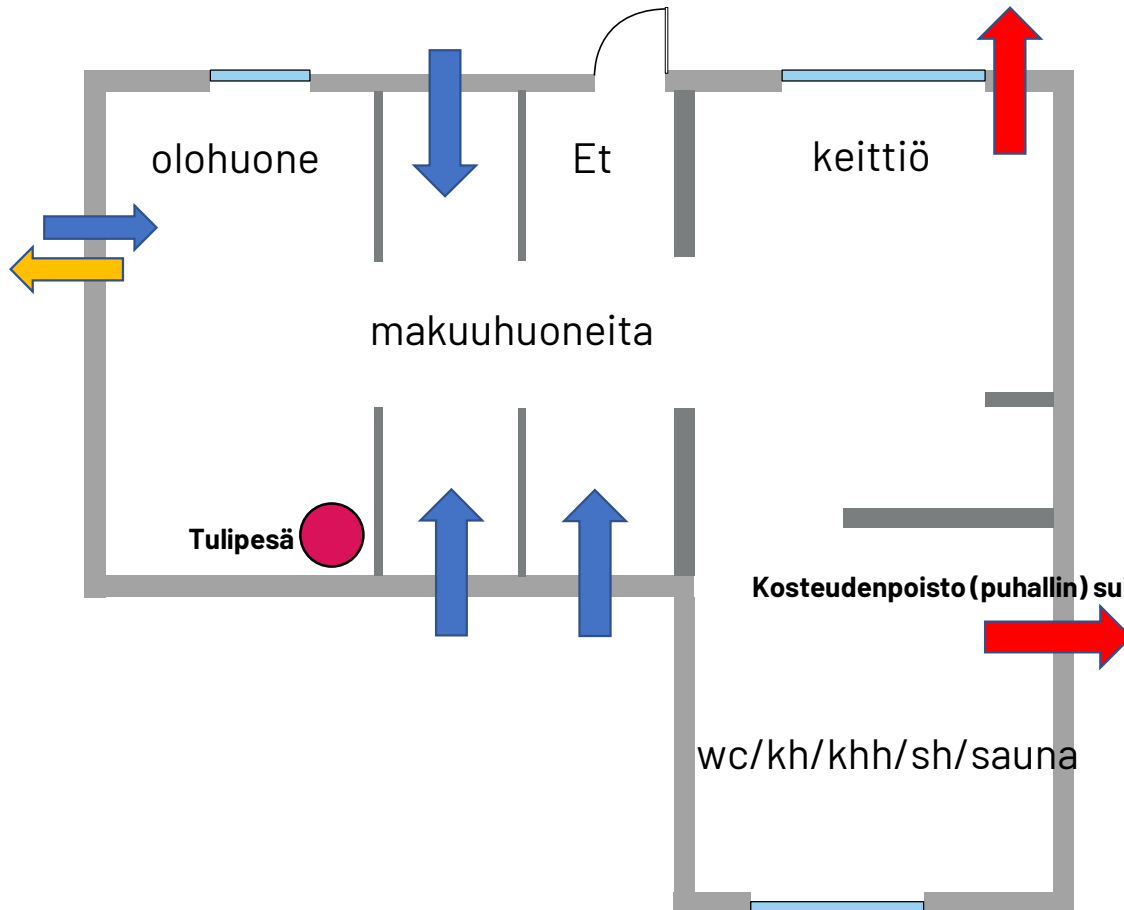 olohuone
Et
keittiö
makuuhuoneita
Tulipesä
Kosteudenpoisto (puhallin)
wc/kh/khh/sh/sauna